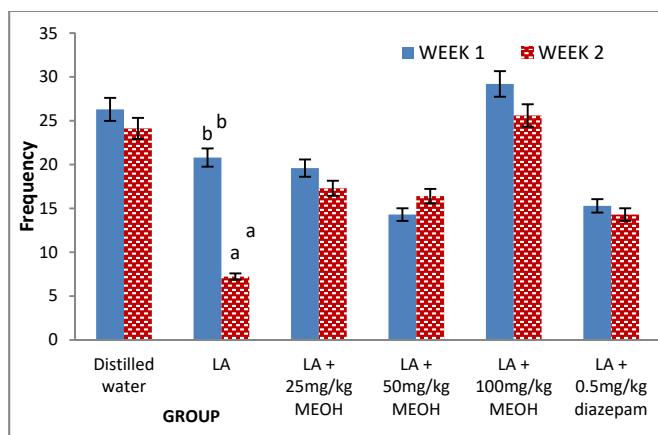 35
30
25
20
15
10
5
0
Frequency
WEEK 1 WEEK 2
b b
a
a
Distilled water
LA
LA + 25mg/kg MEOH
LA + 50mg/kg MEOH
LA + 100mg/kg MEOH
LA + 0.5mg/kg diazepam
GROUP